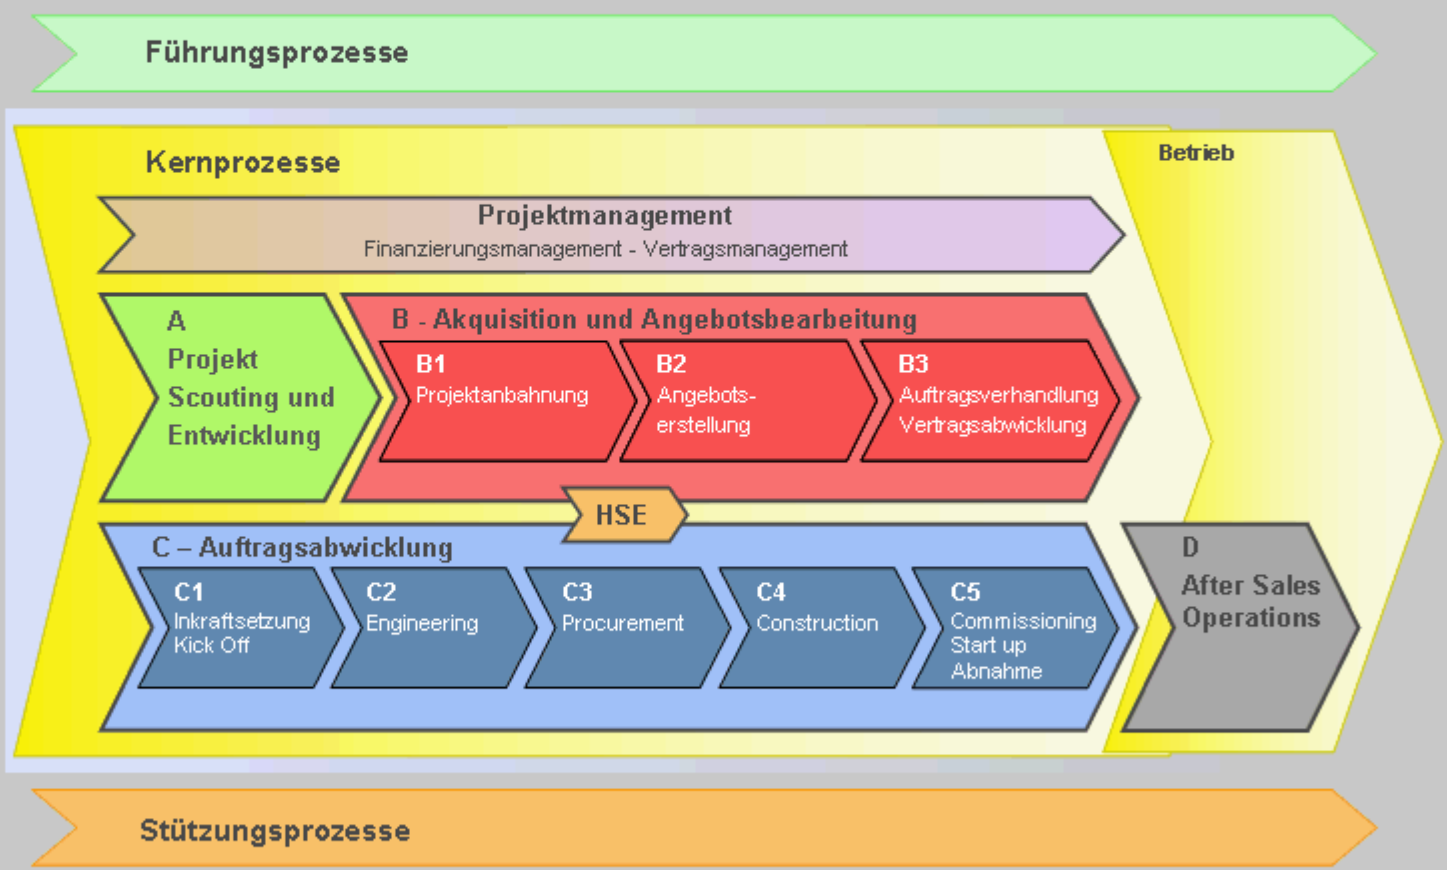 Führungsprozesse
Kernprozesse
Betrieb
Projektmanagement
Finanzierungsmanagement - Vertragsmanagement
A
Projekt
Scouting und
Entwicklung
B - Akquisition und Angebotsbearbeitung
B1
Projektanbahnung
B2
Angebots-
erstellung
B3
Auftragsverhandlung
Vertragsabwicklung
HSE
C – Auftragsabwicklung
C1
Inkraftsetzung
Kick Off
C2
Engineering
C3
Procurement
C4
Construction
C5
Commissioning
Start up
Abnahme
D
After Sales
Operations
Stützungsprozesse